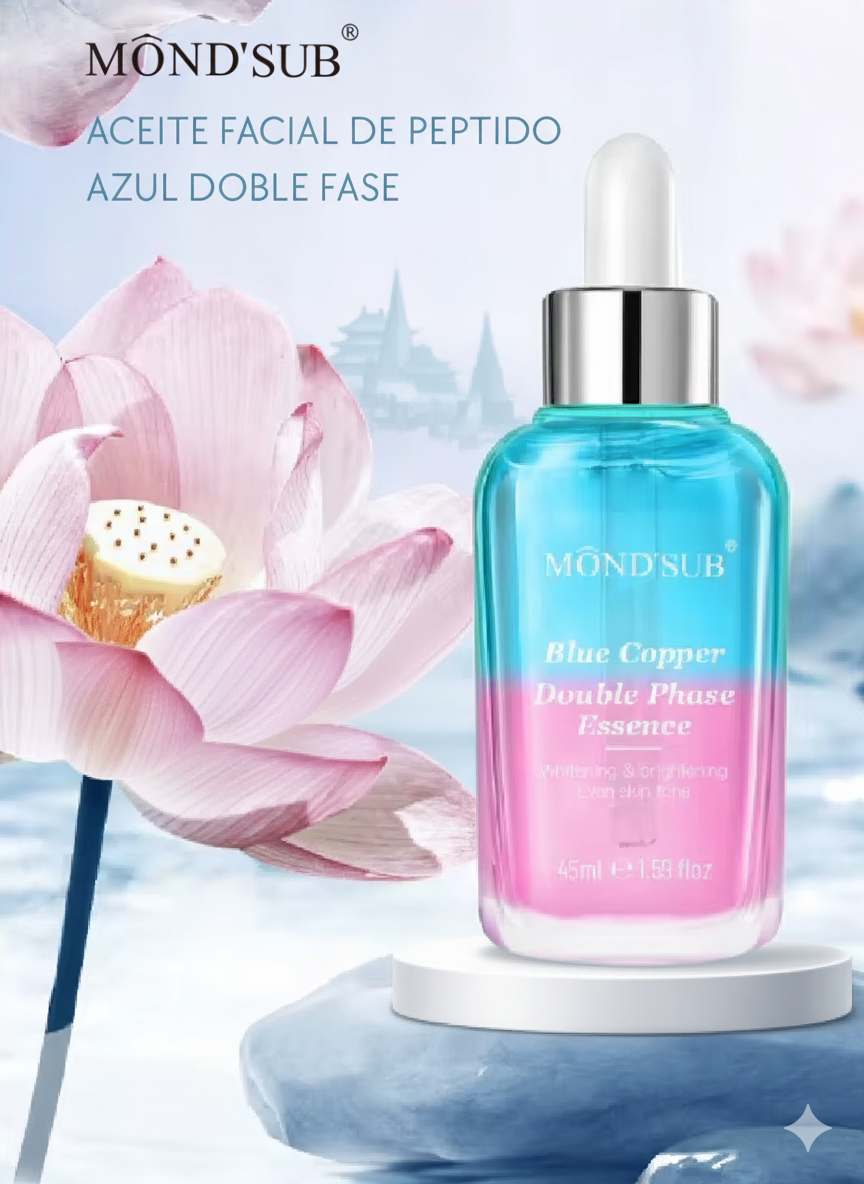 MÔND'SUB®
ACEITE FACIAL DE PEPTIDO
AZUL DOBLE FASE
MÔND'SUB®
Blue Copper
Double Phase
Essence
Whitening & brightening
Even skin tone
45ml ℮ 1.59 floz